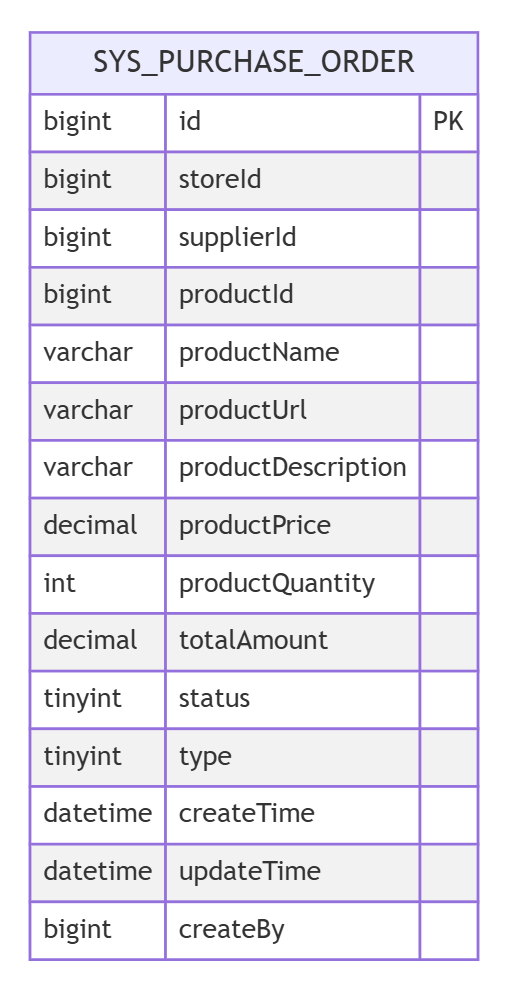 SYS_PURCHASE_ORDER
bigint id PK
bigint storeId
bigint supplierId
bigint productId
varchar productName
varchar productUrl
varchar productDescription
decimal productPrice
int productQuantity
decimal totalAmount
tinyint status
tinyint type
datetime createTime
datetime updateTime
bigint createBy